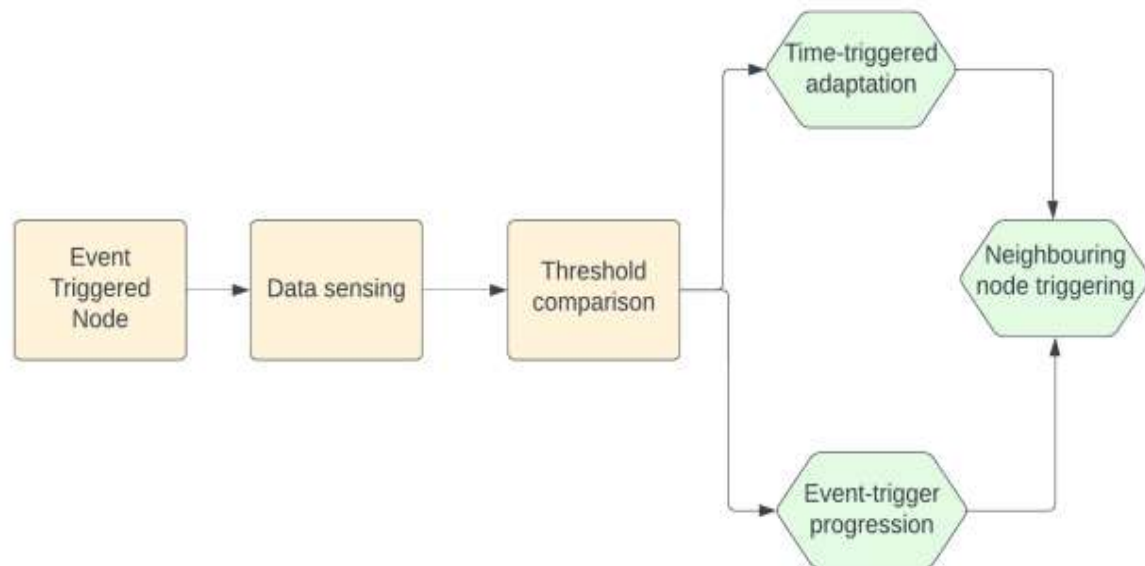 Event
Triggered
Node
Data sensing
Threshold
comparison
Time-triggered
adaptation
Event-trigger
progression
Neighbouring
node triggering